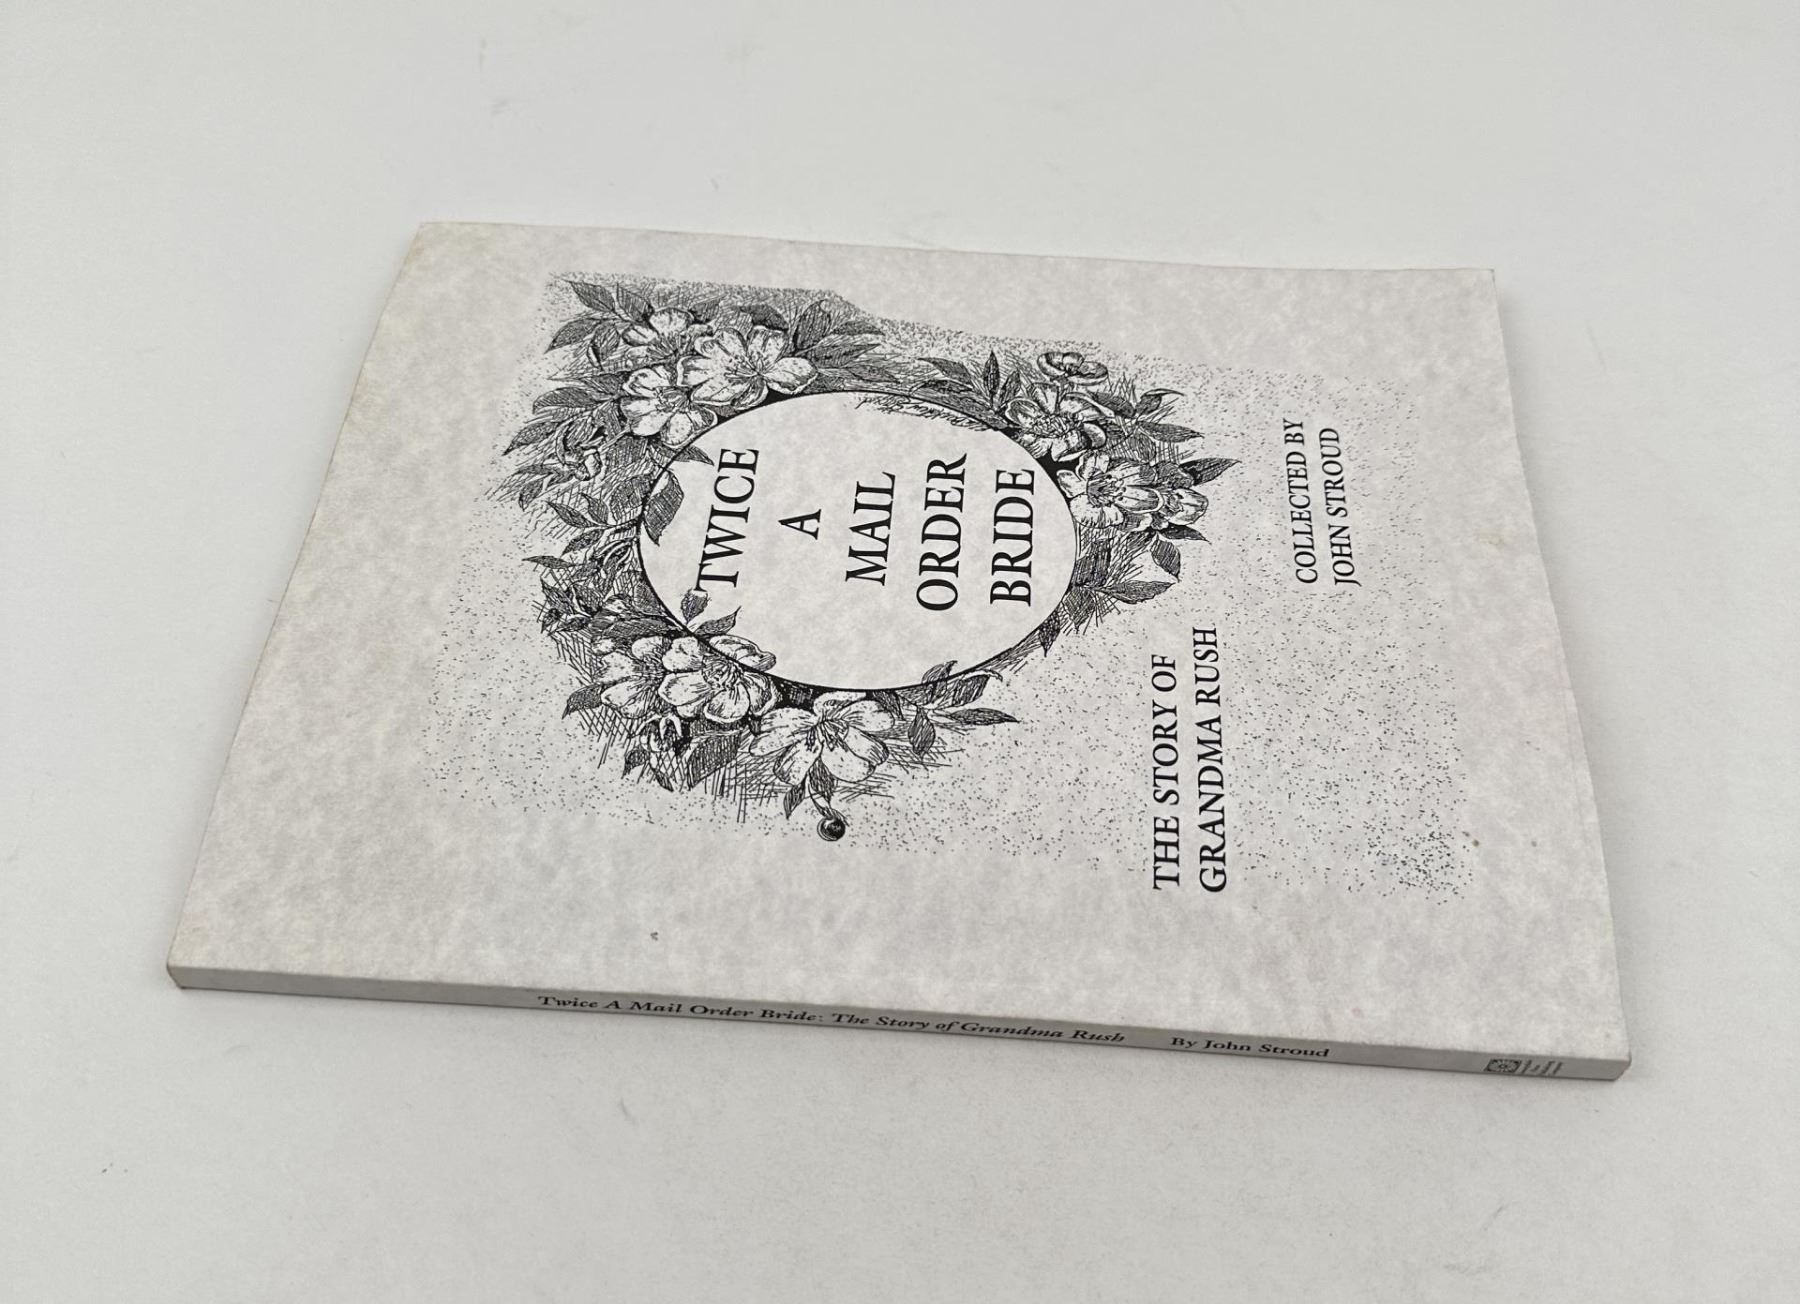 TWICE
A
MAIL
ORDER
BRIDE
THE STORY OF
GRANDMA RUSH
COLLECTED BY
JOHN STROUD
Twice A Mail Order Bride: The Story of Grandma Rush By John Stroud